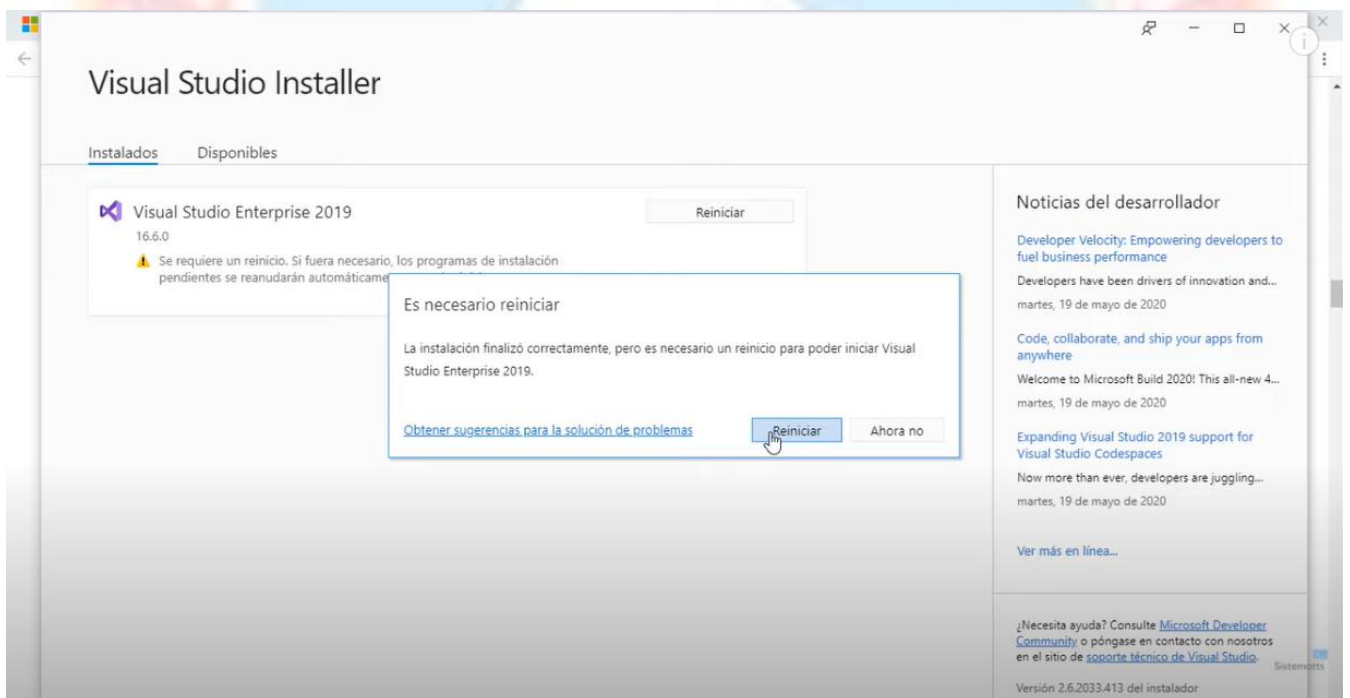 Visual Studio Installer
Instalados
Disponibles
Visual Studio Enterprise 2019
Reiniciar
16.6.0
Se requiere un reinicio. Si fuera necesario, los programas de instalación
pendientes se reanudarán
Es necesario reiniciar
La instalación finalizó correctamente, pero es necesario un reinicio para poder iniciar Visual
Studio Enterprise 2019.
Obtener sugerencias para la solución de problemas
Reiniciar
Ahora no
Noticias del desarrollador
Developer Velocity: Empowering developers to
fuel business performance
Developers have been drivers of innovation and...
martes, 19 de mayo de 2020
Code, collaborate, and ship your apps from
anywhere
Welcome to Microsoft Build 2020! This all-new 4...
martes, 19 de mayo de 2020
Expanding Visual Studio 2019 support for
Visual Studio Codespaces
Now more than ever, developers are juggling...
martes, 19 de mayo de 2020
Ver más en línea...
¿Necesita ayuda? Consulte Microsoft Developer
Community o póngase en contacto con nosotros
en el sitio de soporte técnico de Visual Studio.
Sistemotts
Versión 2.6.2033.413 del instalador